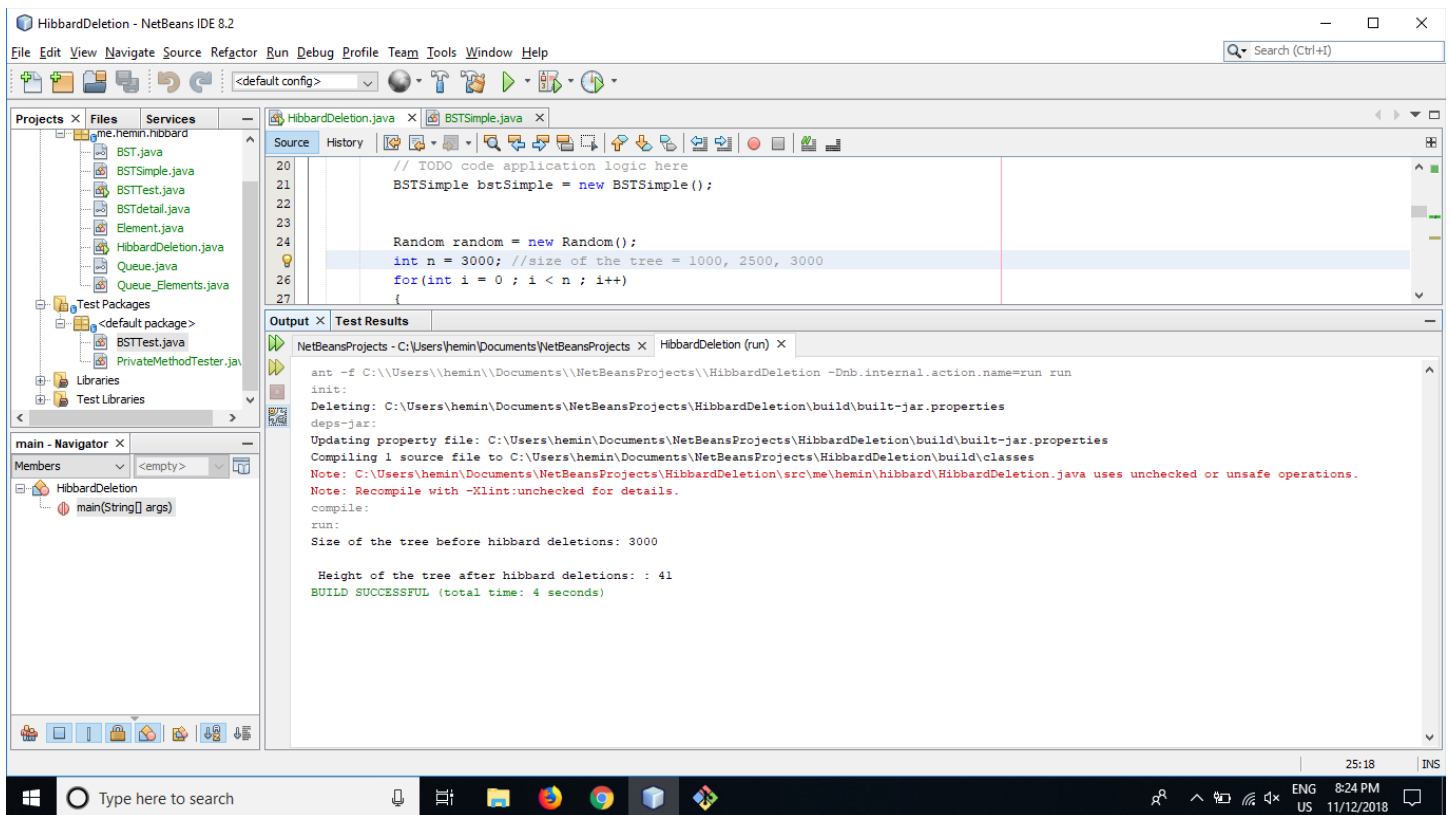 HibbardDeletion - NetBeans IDE 8.2
File Edit View Navigate Source Refactor Run Debug Profile Team Tools Window Help
Search (Ctrl+I)
<default config>
Projects Files Services
me.hemin.hibbard
BST.java
BSTSimple.java
BSTTest.java
BSTdetail.java
Element.java
HibbardDeletion.java
Queue.java
Queue_Elements.java
Test Packages
<default package>
BSTTest.java
PrivateMethodTester.jav
Libraries
Test Libraries
main - Navigator
Members <empty>
HibbardDeletion
main(String[] args)
HibbardDeletion.java BSTSimple.java
Source History
20 // TODO code application logic here
21 BSTSimple bstSimple = new BSTSimple();
22
23
24 Random random = new Random();
int n = 3000; //size of the tree = 1000, 2500, 3000
26 for(int i = 0 ; i < n ; i++)
27 {
Output Test Results
NetBeansProjects - C:\Users\hemin\Documents\NetBeansProjects HibbardDeletion (run)
ant -f C:\\Users\\hemin\\Documents\\NetBeansProjects\\HibbardDeletion -Dnb.internal.action.name=run run
init:
Deleting: C:\Users\hemin\Documents\NetBeansProjects\HibbardDeletion\build\built-jar.properties
deps-jar:
Updating property file: C:\Users\hemin\Documents\NetBeansProjects\HibbardDeletion\build\built-jar.properties
Compiling 1 source file to C:\Users\hemin\Documents\NetBeansProjects\HibbardDeletion\build\classes
Note: C:\Users\hemin\Documents\NetBeansProjects\HibbardDeletion\src\me\hemin\hibbard\HibbardDeletion.java uses unchecked or unsafe operations.
Note: Recompile with -Xlint:unchecked for details.
compile:
run:
Size of the tree before hibbard deletions: 3000
Height of the tree after hibbard deletions: : 41
BUILD SUCCESSFUL (total time: 4 seconds)
25:18 INS
Type here to search
ENG 8:24 PM
US 11/12/2018